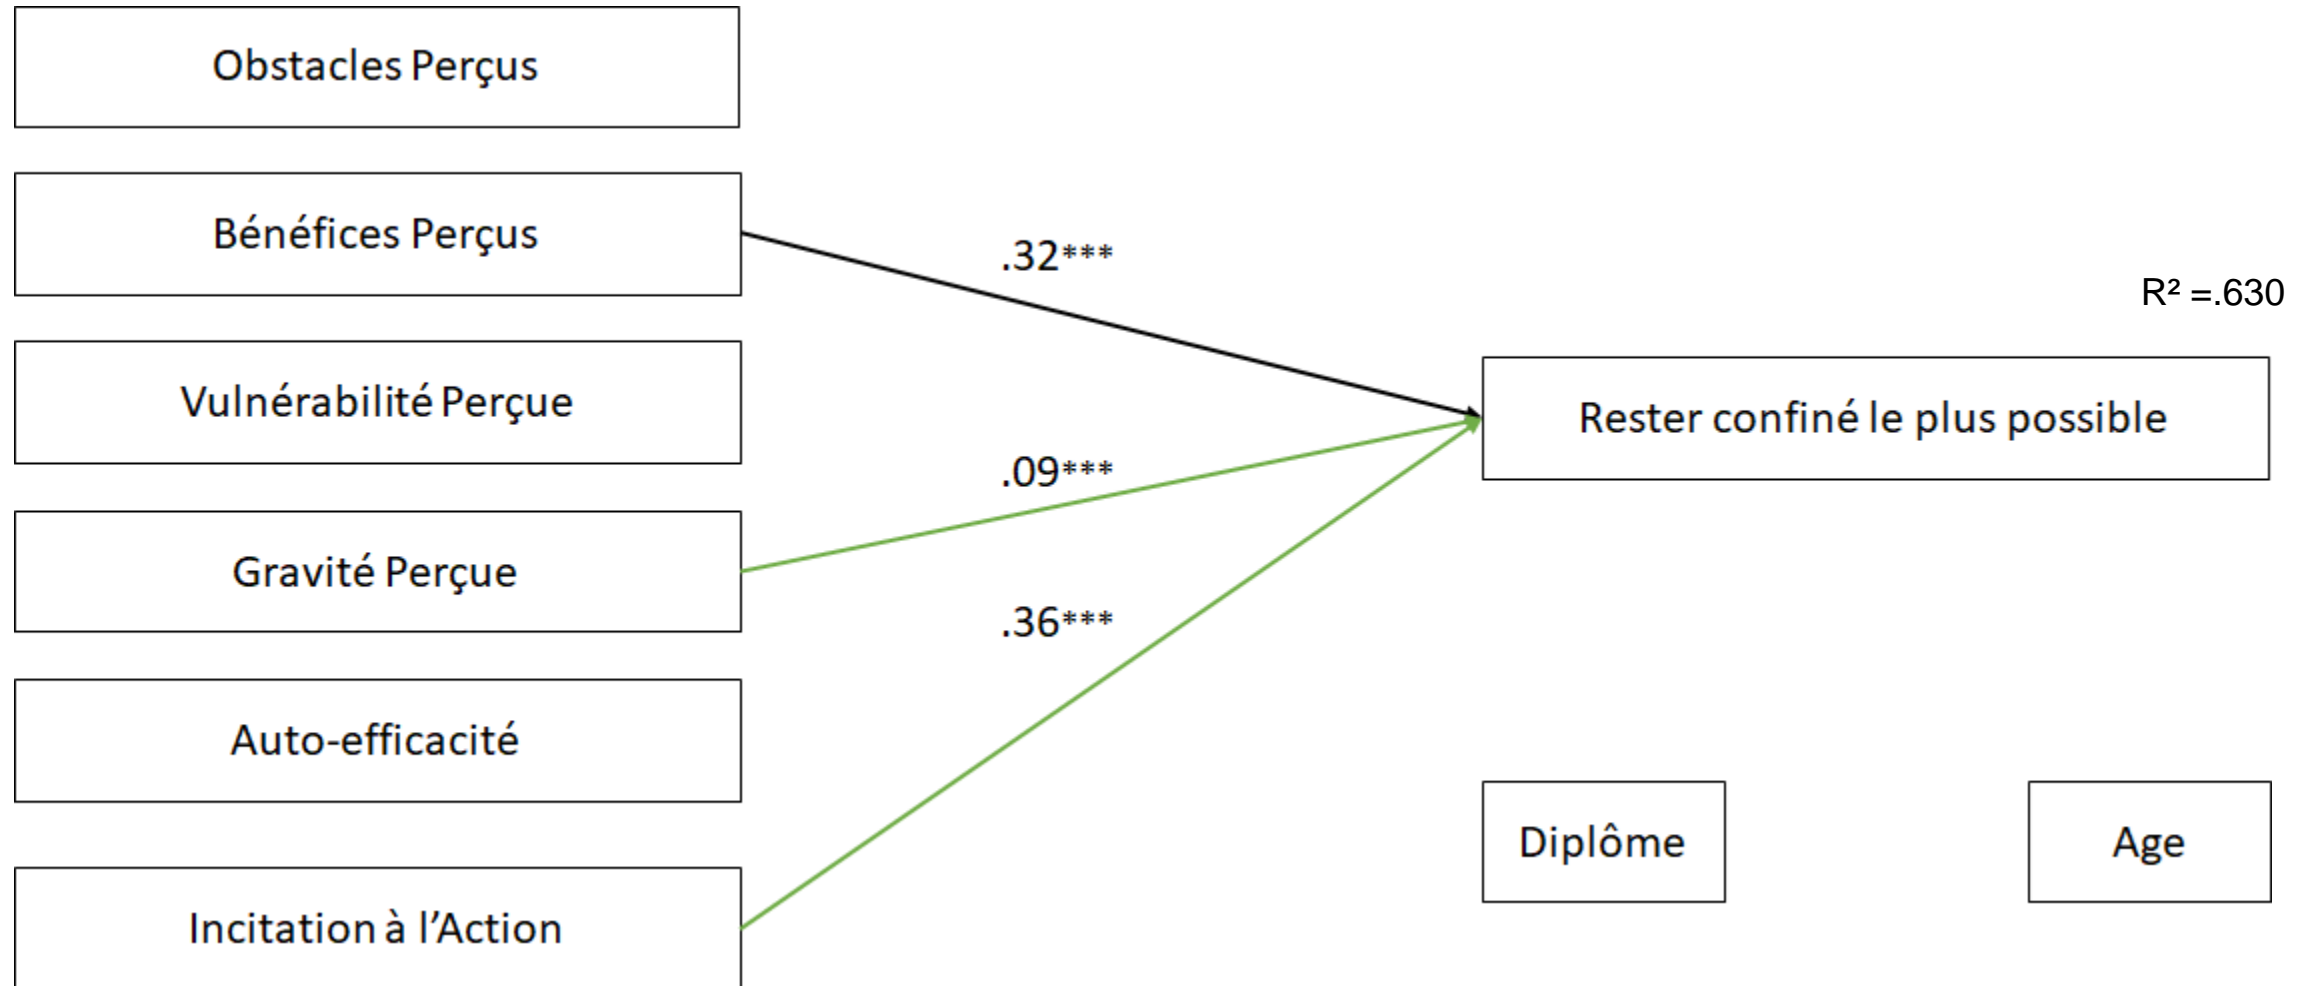 Obstacles Perçus
Bénéfices Perçus
.32***
R² =.630
Vulnérabilité Perçue
Rester confiné le plus possible
.09***
Gravité Perçue
.36***
Auto-efficacité
Diplôme
Age
Incitation à l’Action